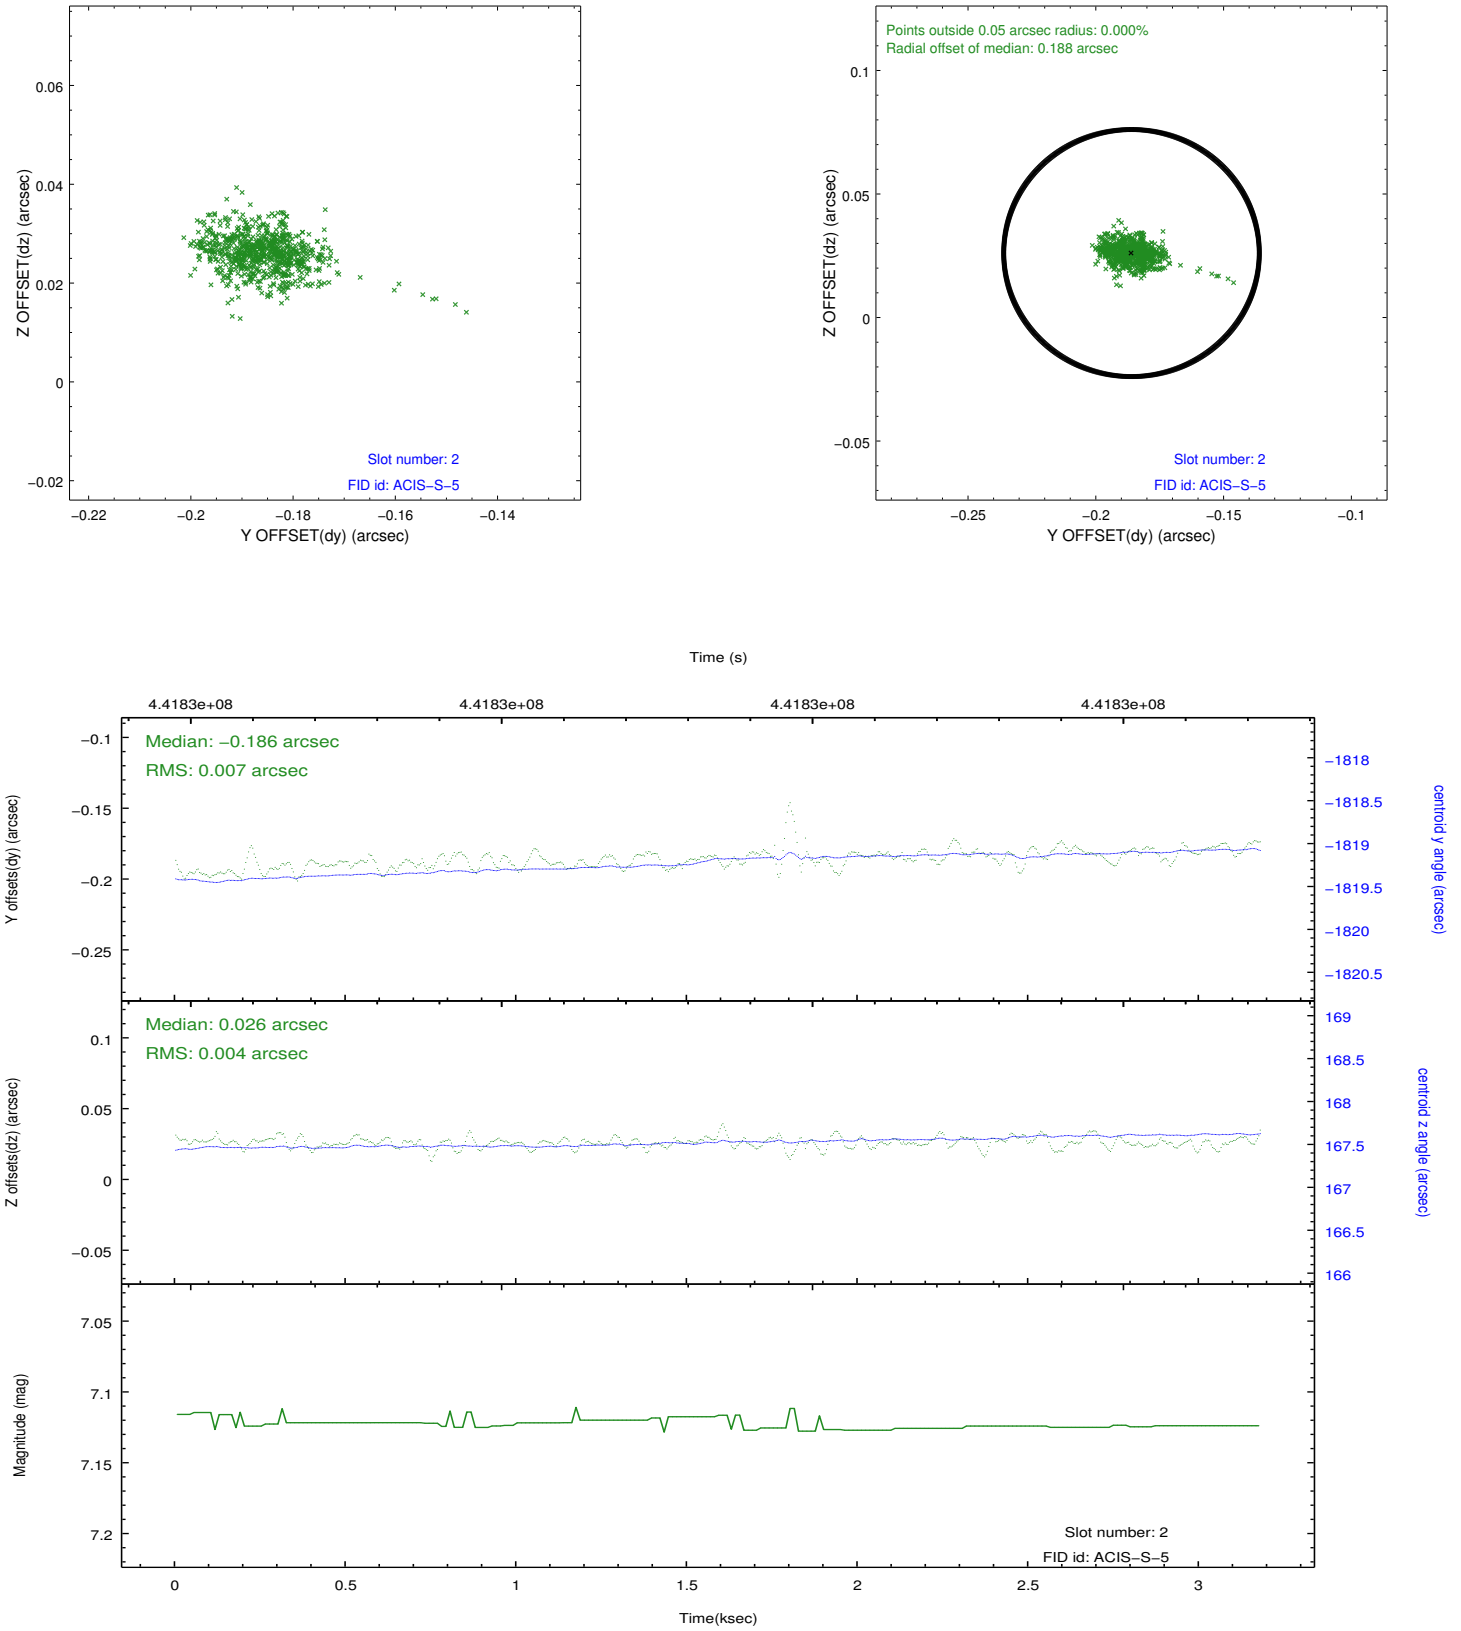 0.06
0.04
0.02
0
−0.02
Z OFFSET(dz) (arcsec)
−0.22
−0.2
−0.18
−0.16
−0.14
Y OFFSET(dy) (arcsec)
Slot number: 2
FID id: ACIS−S−5
Points outside 0.05 arcsec radius: 0.000%
Radial offset of median: 0.188 arcsec
0.1
0.05
0
−0.05
Z OFFSET(dz) (arcsec)
−0.25
−0.2
−0.15
−0.1
Y OFFSET(dy) (arcsec)
Slot number: 2
FID id: ACIS−S−5
Time (s)
4.4183e+08
4.4183e+08
4.4183e+08
4.4183e+08
Median: −0.186 arcsec
RMS: 0.007 arcsec
−0.1
−0.15
−0.2
−0.25
Y offsets(dy) (arcsec)
−1818
−1818.5
−1819
−1819.5
−1820
−1820.5
centroid y angle (arcsec)
Median: 0.026 arcsec
RMS: 0.004 arcsec
0.1
0.05
0
−0.05
Z offsets(dz) (arcsec)
169
168.5
168
167.5
167
166.5
166
centroid z angle (arcsec)
7.05
7.1
7.15
7.2
Magnitude (mag)
Slot number: 2
FID id: ACIS−S−5
0
0.5
1
1.5
2
2.5
3
Time(ksec)